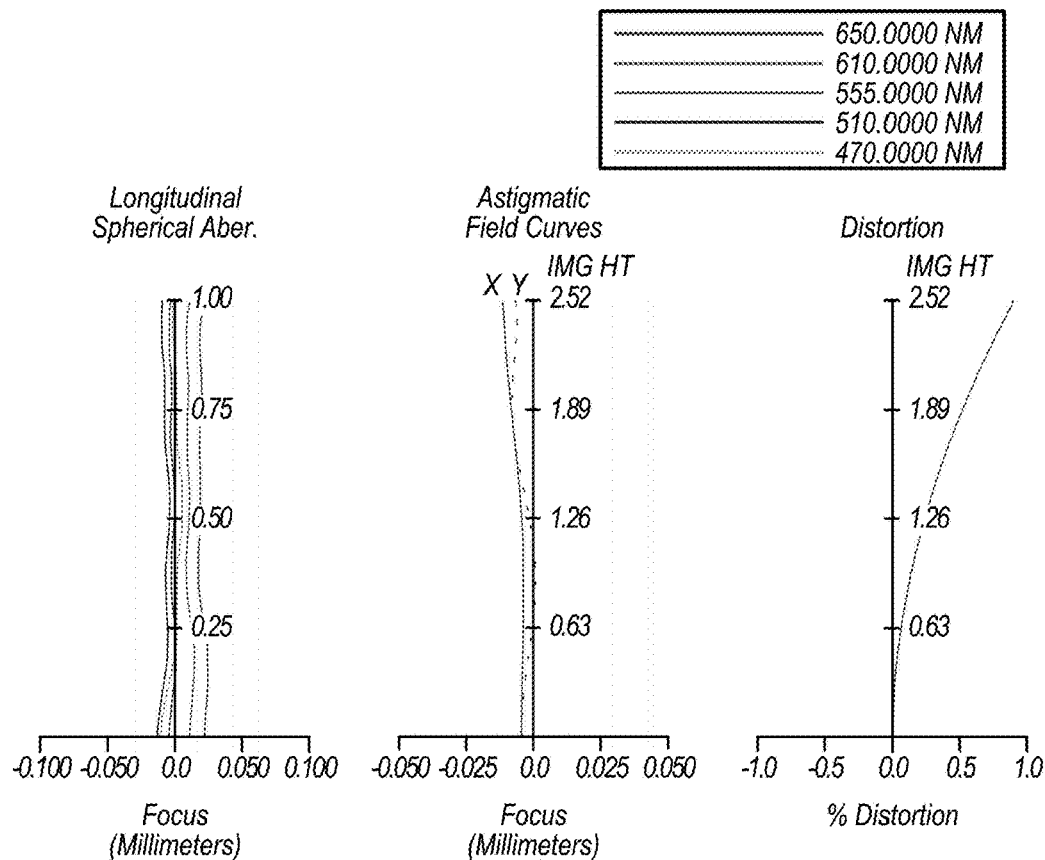 650.0000 NM
610.0000 NM
555.0000 NM
510.0000 NM
470.0000 NM
Longitudinal
Spherical Aber.
1.00
0.75
0.50
0.25
-0.100 -0.050 0.0 0.050 0.100
Focus
(Millimeters)
Astigmatic
Field Curves
IMG HT
X Y
2.52
1.89
1.26
0.63
-0.050 -0.025 0.0 0.025 0.050
Focus
(Millimeters)
Distortion
IMG HT
2.52
1.89
1.26
0.63
-1.0 -0.5 0.0 0.5 1.0
% Distortion